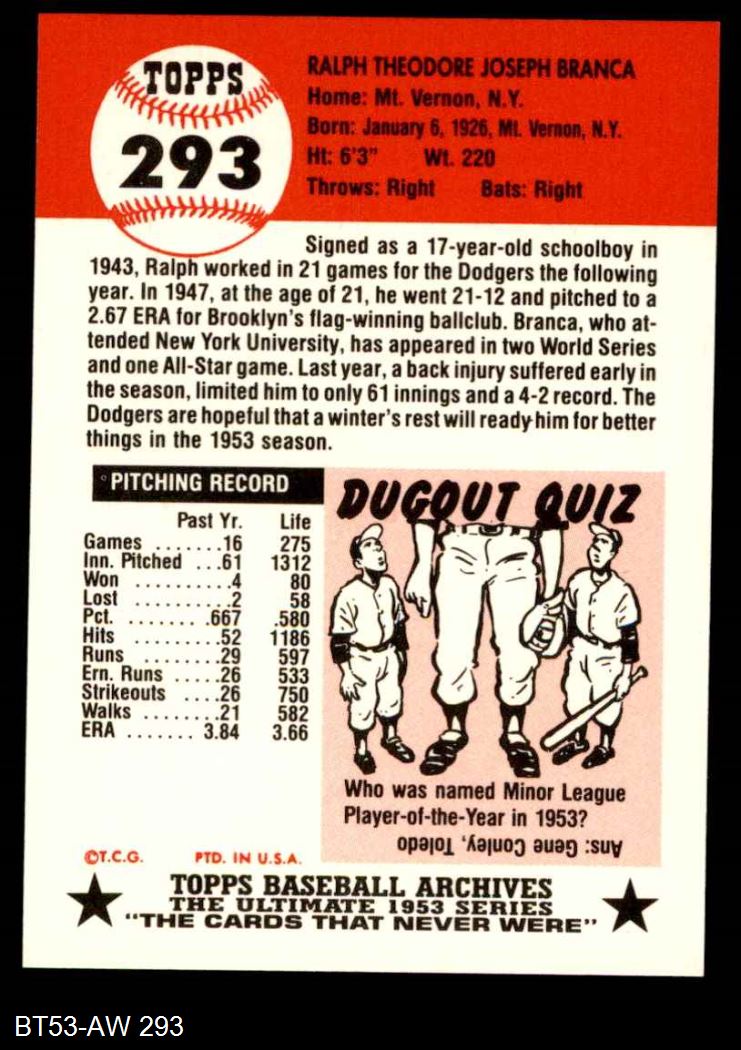 TOPPS
293
RALPH THEODORE JOSEPH BRANCA
Home: Mt. Vernon, N.Y.
Born: January 6, 1926, Mt. Vernon, N.Y.
Ht: 6'3" Wt. 220
Throws: Right Bats: Right
Signed as a 17-year-old schoolboy in
1943, Ralph worked in 21 games for the Dodgers the following
year. In 1947, at the age of 21, he went 21-12 and pitched to a
2.67 ERA for Brooklyn's flag-winning ballclub. Branca, who at-
tended New York University, has appeared in two World Series
and one All-Star game. Last year, a back injury suffered early in
the season, limited him to only 61 innings and a 4-2 record. The
Dodgers are hopeful that a winter's rest will ready him for better
things in the 1953 season.
PITCHING RECORD
Past Yr. Life
Games .......16 275
Inn. Pitched ...61 1312
Won ..........4 80
Lost ..........2 58
Pct. ........ .667 .580
Hits .........52 1186
Runs ........29 597
Ern. Runs .....26 533
Strikeouts ....26 750
Walks ........21 582
ERA ....... 3.84 3.66
DUGOUT QUIZ
Who was named Minor League
Player-of-the-Year in 1953?
Ans: Gene Conley, Toledo
©T.C.G. PTD. IN U.S.A.
TOPPS BASEBALL ARCHIVES
THE ULTIMATE 1953 SERIES
"THE CARDS THAT NEVER WERE"
BT53-AW 293